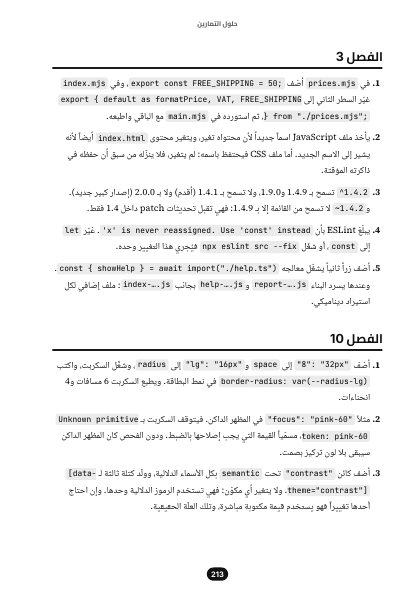 حلول التمارين
الفصل 3
1. في prices.mjs أضف export const FREE_SHIPPING = 50; ، وفي index.mjs
غيّر السطر الثاني إلى export { default as formatPrice, VAT, FREE_SHIPPING
} from "./prices.mjs"; ، ثم استورده في main.mjs مع الباقي واطبعه.
2. يأخذ ملف JavaScript اسماً جديداً لأن محتواه تغير، ويتغير محتوى index.html أيضاً لأنه
يشير إلى الاسم الجديد. أما ملف CSS فيحتفظ باسمه: لم يتغير، فلا ينزّله من سبق أن حفظه في
ذاكرته المؤقتة.
3. ^1.4.2 تسمح بـ 1.4.9 و1.9.0، ولا تسمح بـ 1.4.1 (أقدم) ولا بـ 2.0.0 (إصدار كبير جديد).
و ~1.4.2 لا تسمح من القائمة إلا بـ 1.4.9: فهي تقبل تحديثات patch داخل 1.4 فقط.
4. يبلّغ ESLint بأن 'x' is never reassigned. Use 'const' instead . غيّر let
إلى const ، أو شغّل npx eslint src --fix فيُجري هذا التغيير وحده.
5. أضف زراً ثانياً يشغّل معالجه const { showHelp } = await import("./help.ts") .
وعندها يسرد البناء report-….js و help-….js بجانب index-….js : ملف إضافي لكل
استيراد ديناميكي.
الفصل 10
1. أضف "8": "32px" إلى space و "lg": "16px" إلى radius ، وشغّل السكربت، واكتب
border-radius: var(--radius-lg) في نمط البطاقة. ويطبع السكربت 6 مسافات و4
انحناءات.
2. مثلاً "focus": "pink-60" في المظهر الداكن. فيتوقف السكربت بـ Unknown primitive
token: pink-60 ، مسمّياً القيمة التي يجب إصلاحها بالضبط. ودون الفحص كان المظهر الداكن
سيبقى بلا لون تركيز بصمت.
3. أضف كائن "contrast" تحت semantic بكل الأسماء الدلالية، وولّد كتلة ثالثة لـ [data-
theme="contrast"] . ولا يتغير أي مكوّن: فهي تستخدم الرموز الدلالية وحدها. وإن احتاج
أحدها تغييراً فهو يستخدم قيمة مكتوبة مباشرة، وتلك العلّة الحقيقية.
213